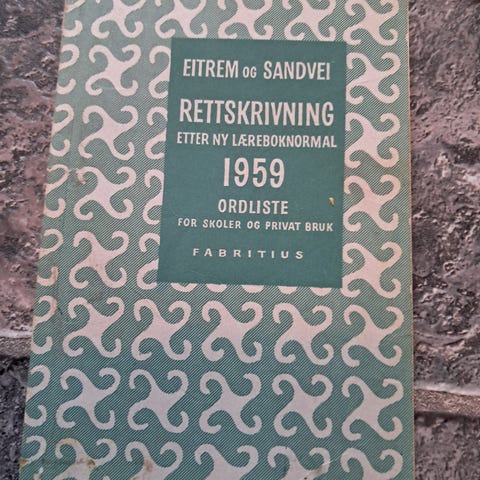 EITREM OG SANDVEI
RETTSKRIVNING
ETTER NY LÆREBOKNORMAL
1959
ORDLISTE
FOR SKOLER OG PRIVAT BRUK
FABRITIUS